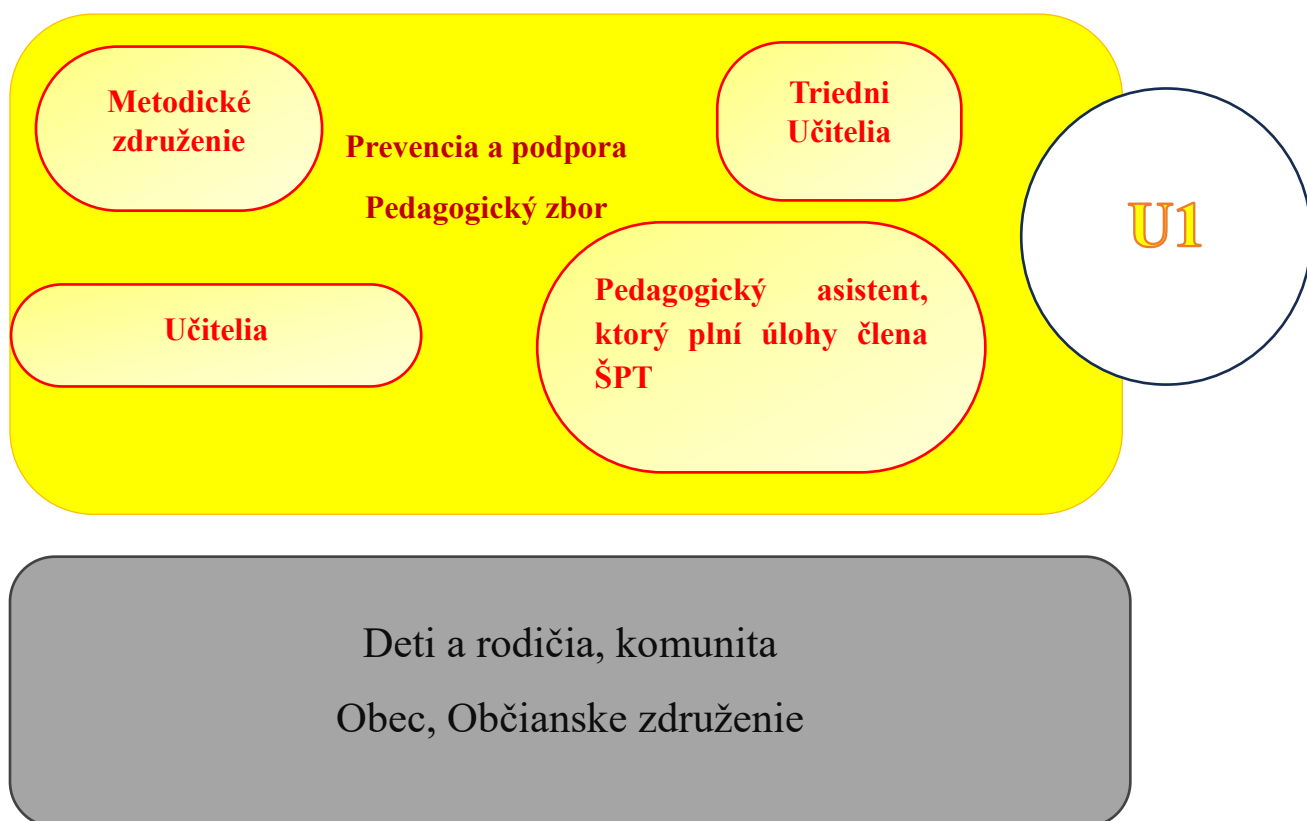 Metodické
združenie
Prevencia a podpora
Pedagogický zbor
Triedni
Učitelia
U1
Učitelia
Pedagogický asistent,
ktorý plní úlohy člena
ŠPT
Deti a rodičia, komunita
Obec, Občianske združenie